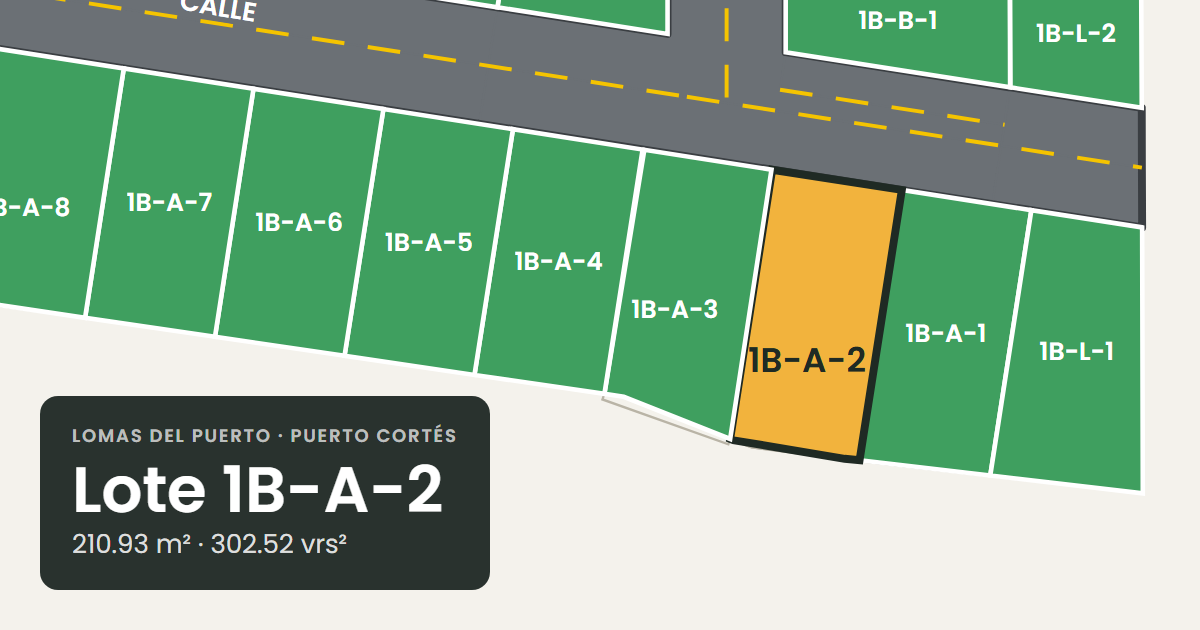 CALLE
1B-B-1
1B-L-2
1B-A-7
1B-A-6
1B-A-5
1B-A-4
1B-A-3
1B-A-2
1B-A-1
1B-L-1
LOMAS DEL PUERTO · PUERTO CORTÉS
Lote 1B-A-2
210.93 m² · 302.52 vrs²